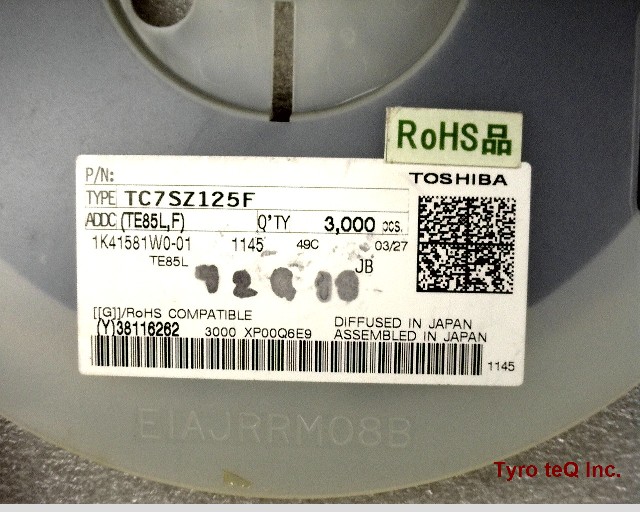 RoHS品
P/N:
TOSHIBA
TYPE TC7SZ125F
ADDC (TE85L,F) Q'TY 3,000 pcs.
1K41581W0-01 1145 49C 03/27
TE85L JB
[[G]]/RoHS COMPATIBLE
(Y)38116262 3000 XP00Q6E9
DIFFUSED IN JAPAN
ASSEMBLED IN JAPAN
1145
EIAJRRM08B
Tyro teQ Inc.